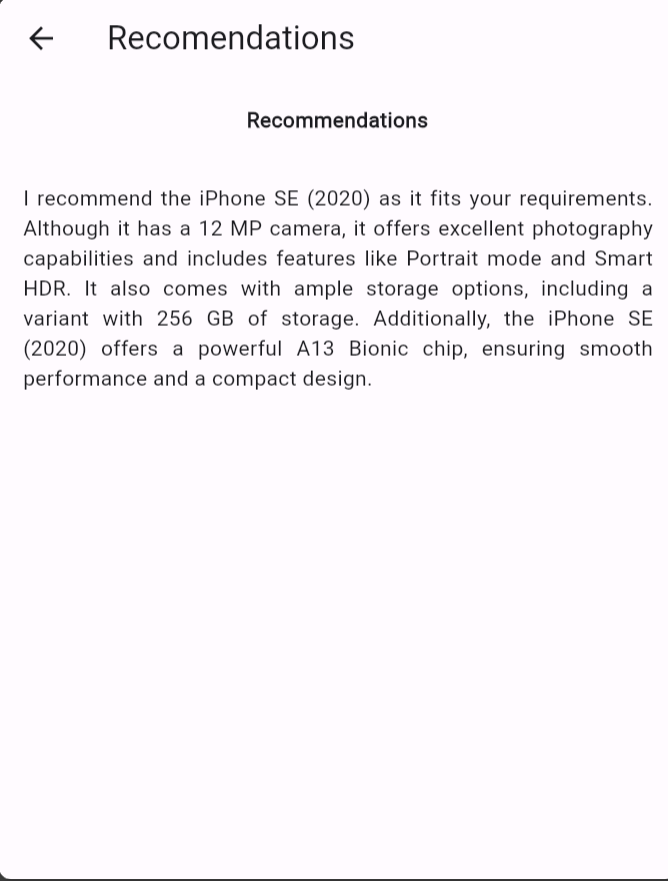 Recomendations
Recommendations
I recommend the iPhone SE (2020) as it fits your requirements.
Although it has a 12 MP camera, it offers excellent photography
capabilities and includes features like Portrait mode and Smart
HDR. It also comes with ample storage options, including a
variant with 256 GB of storage. Additionally, the iPhone SE
(2020) offers a powerful A13 Bionic chip, ensuring smooth
performance and a compact design.